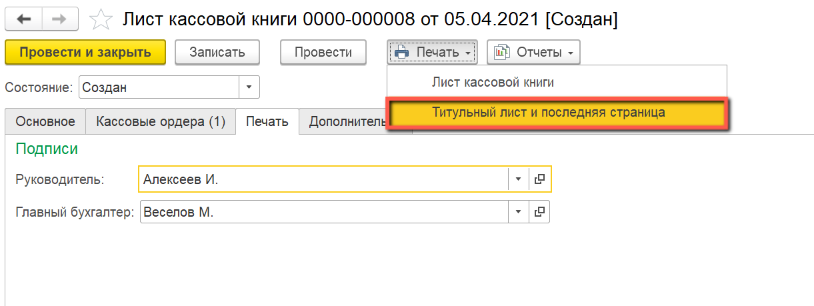 Лист кассовой книги 0000-000008 от 05.04.2021 [Создан]
Провести и закрыть Записать Провести Печать Отчеты
Лист кассовой книги
Состояние: Создан
Титульный лист и последняя страница
Основное Кассовые ордера (1) Печать Дополнитель
Подписи
Руководитель: Алексеев И.
Главный бухгалтер: Веселов М.